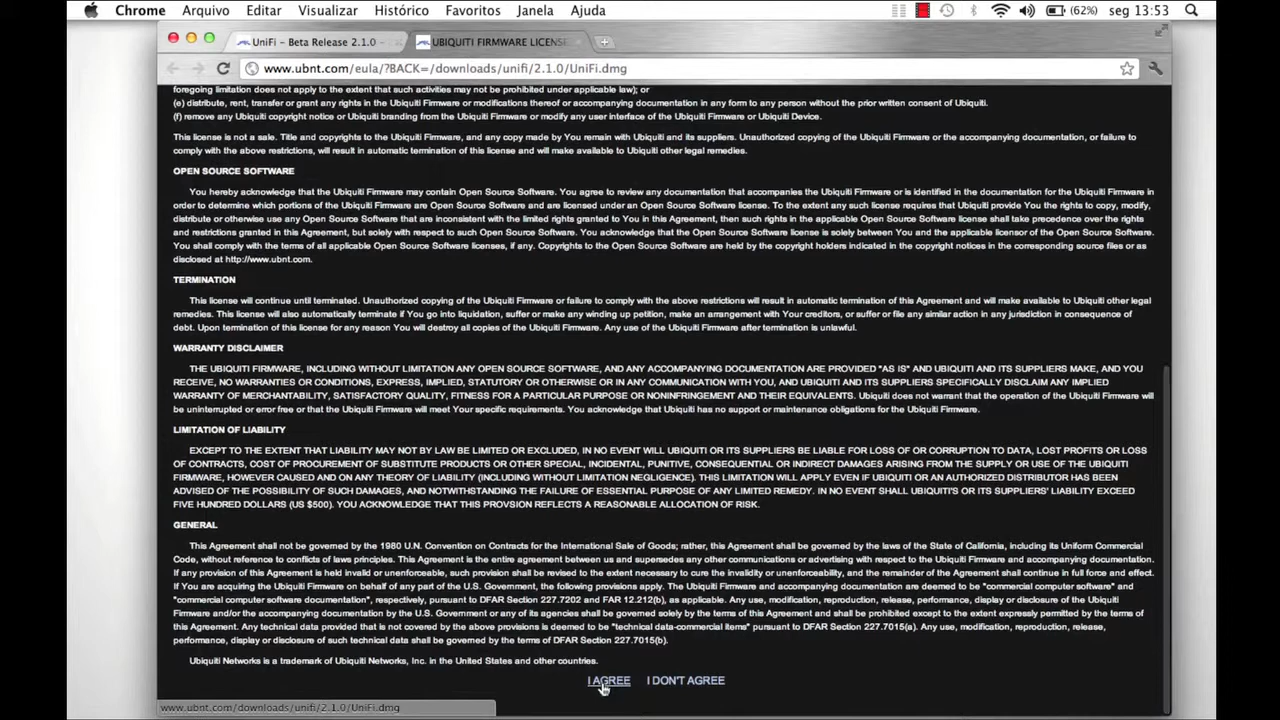 Chrome Arquivo Editar Visualizar Histórico Favoritos Janela Ajuda (62%) seg 13:53
UniFi - Beta Release 2.1.0 - UBIQUITI FIRMWARE LICENSE
www.ubnt.com/eula/?BACK=/downloads/unifi/2.1.0/UniFi.dmg
foregoing limitation does not apply to the extent that such activities may not be prohibited under applicable law); or
(e) distribute, rent, transfer or grant any rights in the Ubiquiti Firmware or modifications thereof or accompanying documentation in any form to any person without the prior written consent of Ubiquiti.
(f) remove any Ubiquiti copyright notice or Ubiquiti branding from the Ubiquiti Firmware or modify any user interface of the Ubiquiti Firmware or Ubiquiti Device.
This license is not a sale. Title and copyrights to the Ubiquiti Firmware, and any copy made by You remain with Ubiquiti and its suppliers. Unauthorized copying of the Ubiquiti Firmware or the accompanying documentation, or failure to
comply with the above restrictions, will result in automatic termination of this license and will make available to Ubiquiti other legal remedies.
OPEN SOURCE SOFTWARE
You hereby acknowledge that the Ubiquiti Firmware may contain Open Source Software. You agree to review any documentation that accompanies the Ubiquiti Firmware or is identified in the documentation for the Ubiquiti Firmware in
order to determine which portions of the Ubiquiti Firmware are Open Source Software and are licensed under an Open Source Software license. To the extent any such license requires that Ubiquiti provide You the rights to copy, modify,
distribute or otherwise use any Open Source Software that are inconsistent with the limited rights granted to You in this Agreement, then such rights in the applicable Open Source Software license shall take precedence over the rights
and restrictions granted in this Agreement, but solely with respect to such Open Source Software. You acknowledge that the Open Source Software license is solely between You and the applicable licensor of the Open Source Software.
You shall comply with the terms of all applicable Open Source Software licenses, if any. Copyrights to the Open Source Software are held by the copyright holders indicated in the copyright notices in the corresponding source files or as
disclosed at http://www.ubnt.com.
TERMINATION
This license will continue until terminated. Unauthorized copying of the Ubiquiti Firmware or failure to comply with the above restrictions will result in automatic termination of this Agreement and will make available to Ubiquiti other legal
remedies. This license will also automatically terminate if You go into liquidation, suffer or make any winding up petition, make an arrangement with Your creditors, or suffer or file any similar action in any jurisdiction in consequence of
debt. Upon termination of this license for any reason You will destroy all copies of the Ubiquiti Firmware. Any use of the Ubiquiti Firmware after termination is unlawful.
WARRANTY DISCLAIMER
THE UBIQUITI FIRMWARE, INCLUDING WITHOUT LIMITATION ANY OPEN SOURCE SOFTWARE, AND ANY ACCOMPANYING DOCUMENTATION ARE PROVIDED "AS IS" AND UBIQUITI AND ITS SUPPLIERS MAKE, AND YOU
RECEIVE, NO WARRANTIES OR CONDITIONS, EXPRESS, IMPLIED, STATUTORY OR OTHERWISE OR IN ANY COMMUNICATION WITH YOU, AND UBIQUITI AND ITS SUPPLIERS SPECIFICALLY DISCLAIM ANY IMPLIED
WARRANTY OF MERCHANTABILITY, SATISFACTORY QUALITY, FITNESS FOR A PARTICULAR PURPOSE OR NONINFRINGEMENT AND THEIR EQUIVALENTS. Ubiquiti does not warrant that the operation of the Ubiquiti Firmware will
be uninterrupted or error free or that the Ubiquiti Firmware will meet Your specific requirements. You acknowledge that Ubiquiti has no support or maintenance obligations for the Ubiquiti Firmware.
LIMITATION OF LIABILITY
EXCEPT TO THE EXTENT THAT LIABILITY MAY NOT BY LAW BE LIMITED OR EXCLUDED, IN NO EVENT WILL UBIQUITI OR ITS SUPPLIERS BE LIABLE FOR LOSS OF OR CORRUPTION TO DATA, LOST PROFITS OR LOSS
OF CONTRACTS, COST OF PROCUREMENT OF SUBSTITUTE PRODUCTS OR OTHER SPECIAL, INCIDENTAL, PUNITIVE, CONSEQUENTIAL OR INDIRECT DAMAGES ARISING FROM THE SUPPLY OR USE OF THE UBIQUITI
FIRMWARE, HOWEVER CAUSED AND ON ANY THEORY OF LIABILITY (INCLUDING WITHOUT LIMITATION NEGLIGENCE). THIS LIMITATION WILL APPLY EVEN IF UBIQUITI OR AN AUTHORIZED DISTRIBUTOR HAS BEEN
ADVISED OF THE POSSIBILITY OF SUCH DAMAGES, AND NOTWITHSTANDING THE FAILURE OF ESSENTIAL PURPOSE OF ANY LIMITED REMEDY. IN NO EVENT SHALL UBIQUITI'S OR ITS SUPPLIERS' LIABILITY EXCEED
FIVE HUNDRED DOLLARS (US $500). YOU ACKNOWLEDGE THAT THIS PROVSION REFLECTS A REASONABLE ALLOCATION OF RISK.
GENERAL
This Agreement shall not be governed by the 1980 U.N. Convention on Contracts for the International Sale of Goods; rather, this Agreement shall be governed by the laws of the State of California, including its Uniform Commercial
Code, without reference to conflicts of laws principles. This Agreement is the entire agreement between us and supersedes any other communications or advertising with respect to the Ubiquiti Firmware and accompanying documentation.
If any provision of this Agreement is held invalid or unenforceable, such provision shall be revised to the extent necessary to cure the invalidity or unenforceability, and the remainder of the Agreement shall continue in full force and effect.
If You are acquiring the Ubiquiti Firmware on behalf of any part of the U.S. Government, the following provisions apply. The Ubiquiti Firmware and accompanying documentation are deemed to be "commercial computer software" and
"commercial computer software documentation", respectively, pursuant to DFAR Section 227.7202 and FAR 12.212(b), as applicable. Any use, modification, reproduction, release, performance, display or disclosure of the Ubiquiti
Firmware and/or the accompanying documentation by the U.S. Government or any of its agencies shall be governed solely by the terms of this Agreement and shall be prohibited except to the extent expressly permitted by the terms of
this Agreement. Any technical data provided that is not covered by the above provisions is deemed to be "technical data-commercial items" pursuant to DFAR Section 227.7015(a). Any use, modification, reproduction, release,
performance, display or disclosure of such technical data shall be governed by the terms of DFAR Section 227.7015(b).
Ubiquiti Networks is a trademark of Ubiquiti Networks, Inc. in the United States and other countries.
I AGREE I DON'T AGREE
www.ubnt.com/downloads/unifi/2.1.0/UniFi.dmg